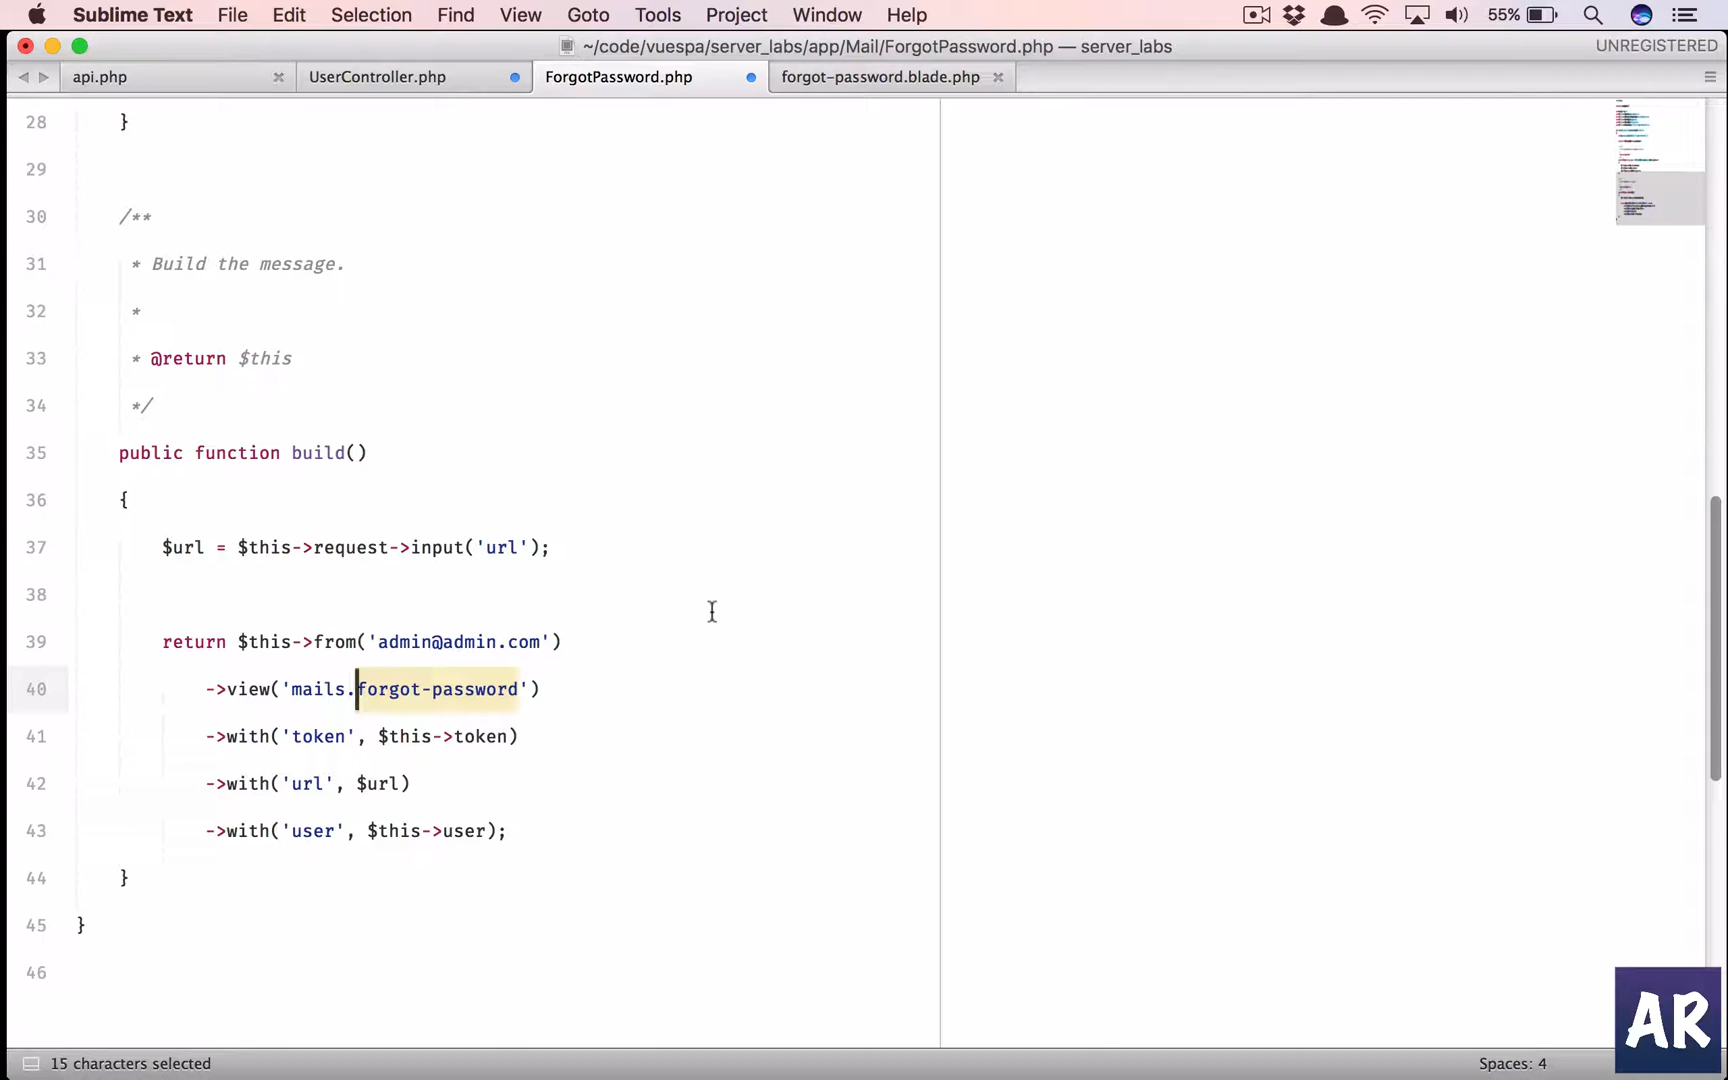 Sublime Text File Edit Selection Find View Goto Tools Project Window Help 55%
~/code/vuespa/server_labs/app/Mail/ForgotPassword.php — server_labs UNREGISTERED
api.php UserController.php ForgotPassword.php forgot-password.blade.php
28 }
29
30 /**
31 * Build the message.
32 *
33 * @return $this
34 */
35 public function build()
36 {
37 $url = $this->request->input('url');
38
39 return $this->from('admin@admin.com')
40 ->view('mails.forgot-password')
41 ->with('token', $this->token)
42 ->with('url', $url)
43 ->with('user', $this->user);
44 }
45 }
46
AR
15 characters selected Spaces: 4